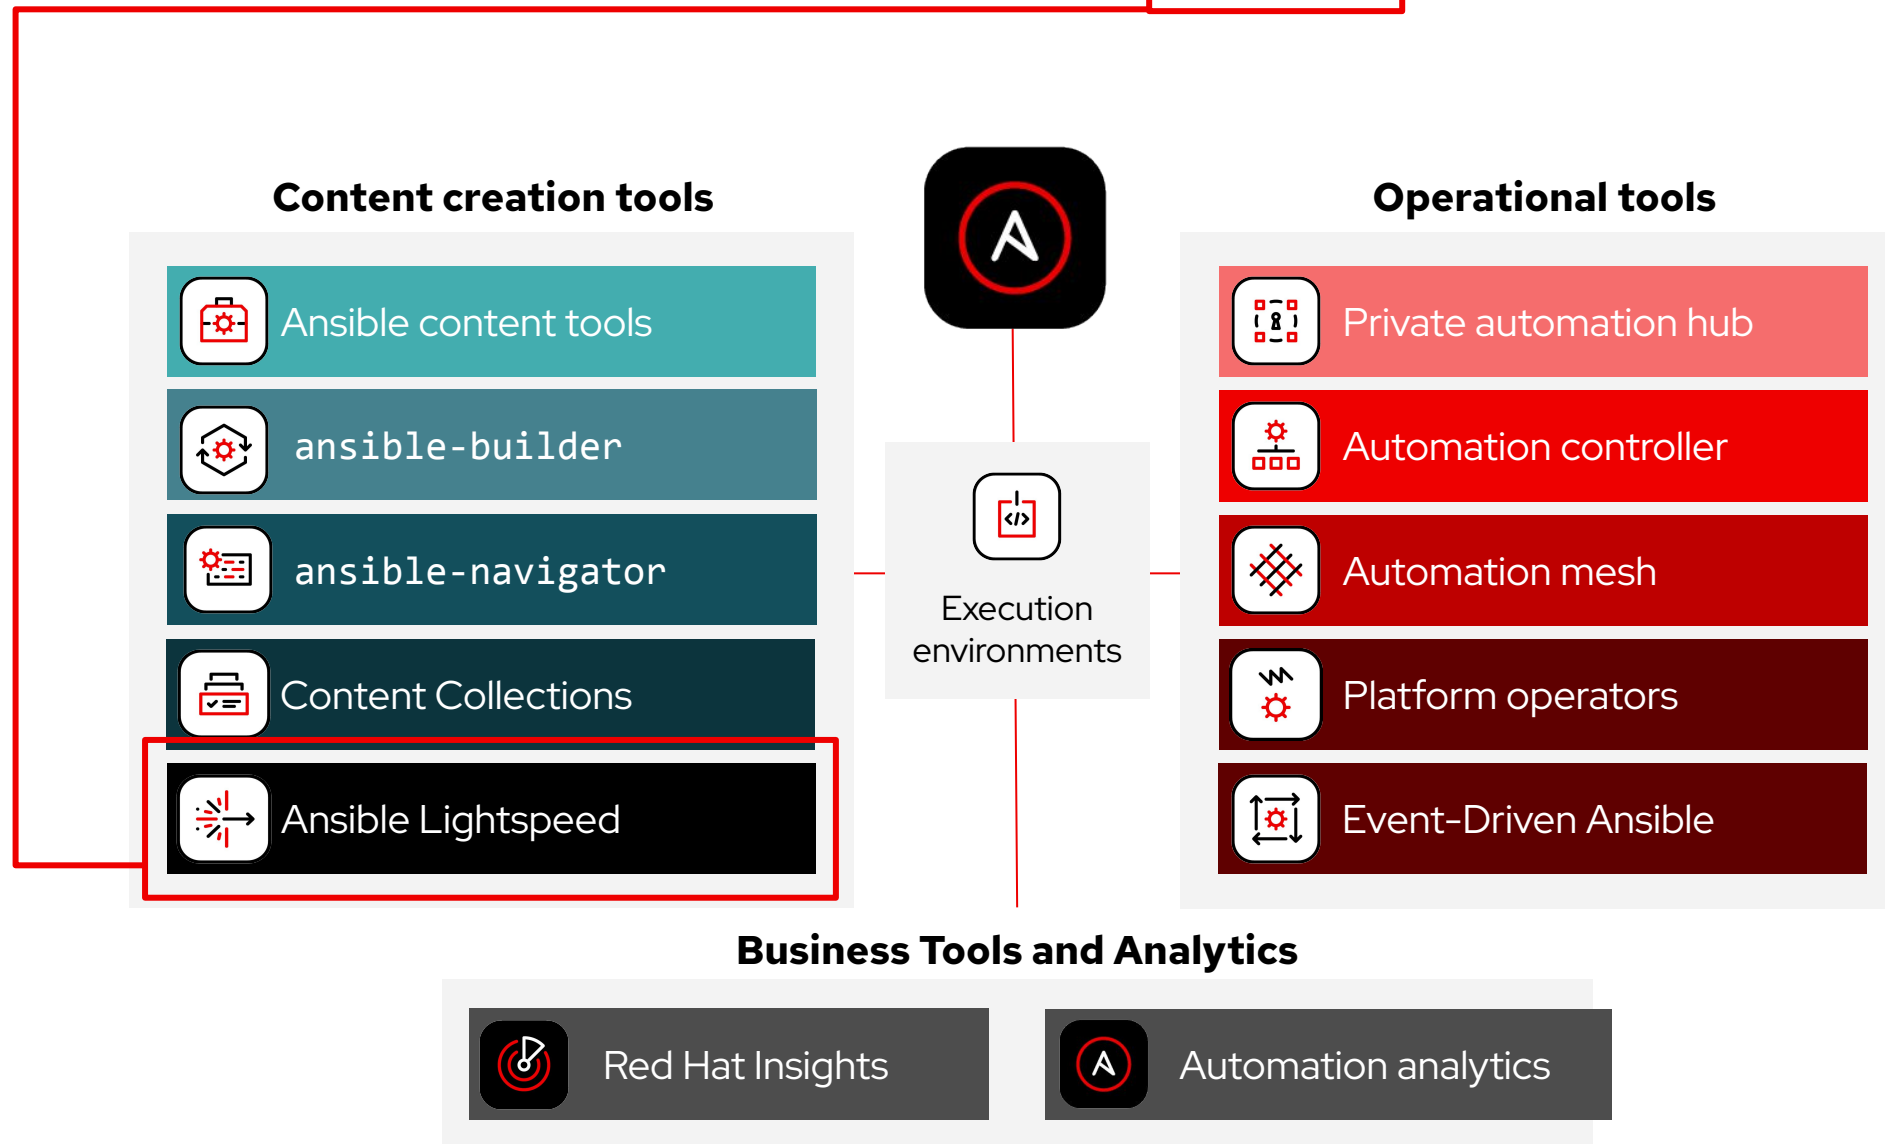 Content creation tools
Ansible content tools
ansible-builder
ansible-navigator
Content Collections
Ansible Lightspeed
Execution
environments
Operational tools
Private automation hub
Automation controller
Automation mesh
Platform operators
Event-Driven Ansible
Business Tools and Analytics
Red Hat Insights
Automation analytics